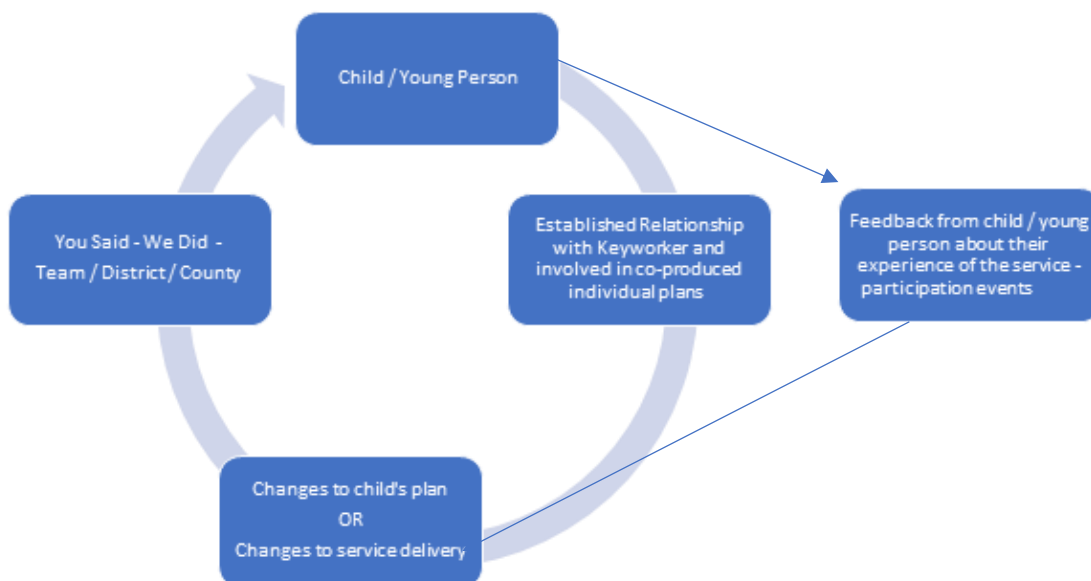 Child / Young Person
Established Relationship
with Keyworker and
involved in co-produced
individual plans
Feedback from child / young
person about their
experience of the service -
participation events
Changes to child's plan
OR
Changes to service delivery
You Said - We Did -
Team / District / County